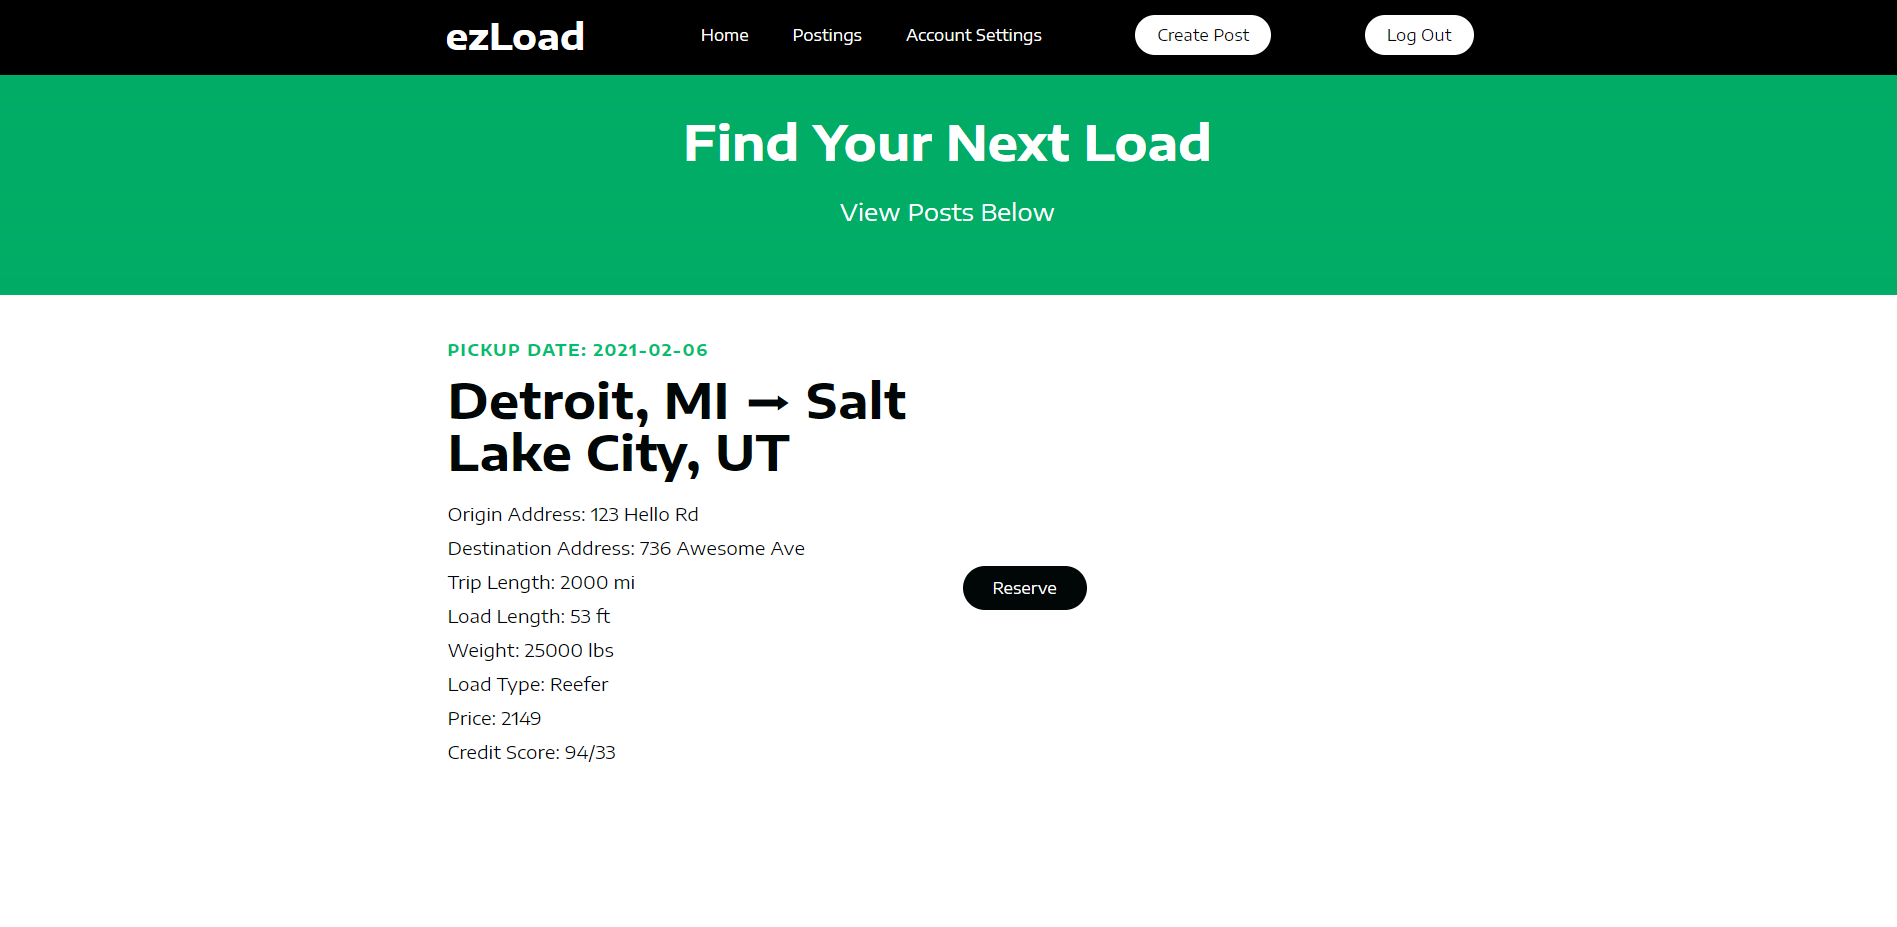 ezLoad
Home
Postings
Account Settings
Create Post
Log Out
Find Your Next Load
View Posts Below
PICKUP DATE: 2021-02-06
Detroit, MI → Salt
Lake City, UT
Origin Address: 123 Hello Rd
Destination Address: 736 Awesome Ave
Trip Length: 2000 mi
Load Length: 53 ft
Weight: 25000 lbs
Load Type: Reefer
Price: 2149
Credit Score: 94/33
Reserve